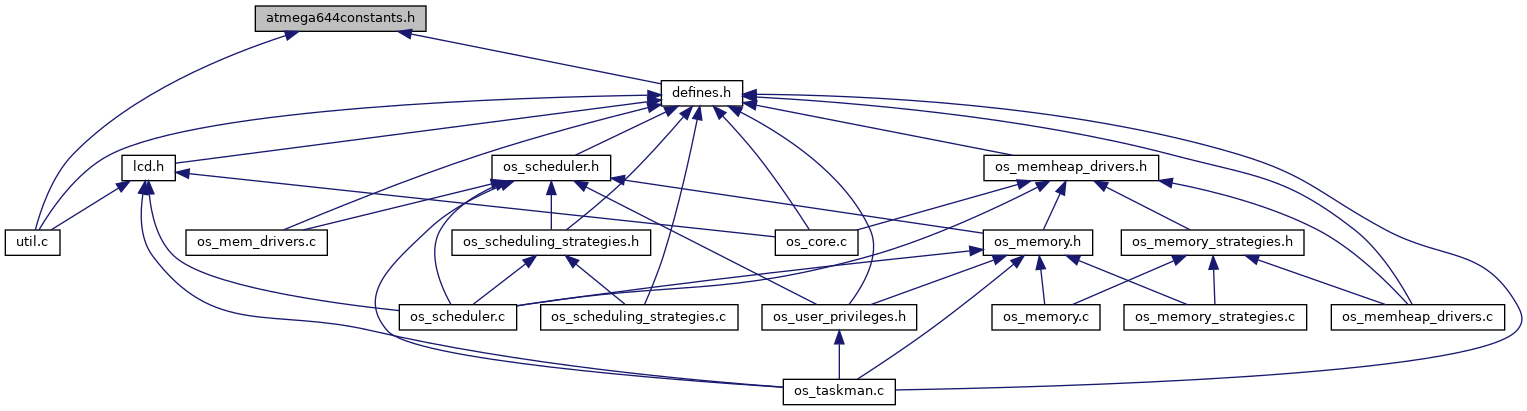 atmega644constants.h
defines.h
lcd.h
os_scheduler.h
os_memheap_drivers.h
util.c
os_mem_drivers.c
os_scheduling_strategies.h
os_core.c
os_memory.h
os_memory_strategies.h
os_scheduler.c
os_scheduling_strategies.c
os_user_privileges.h
os_memory.c
os_memory_strategies.c
os_memheap_drivers.c
os_taskman.c